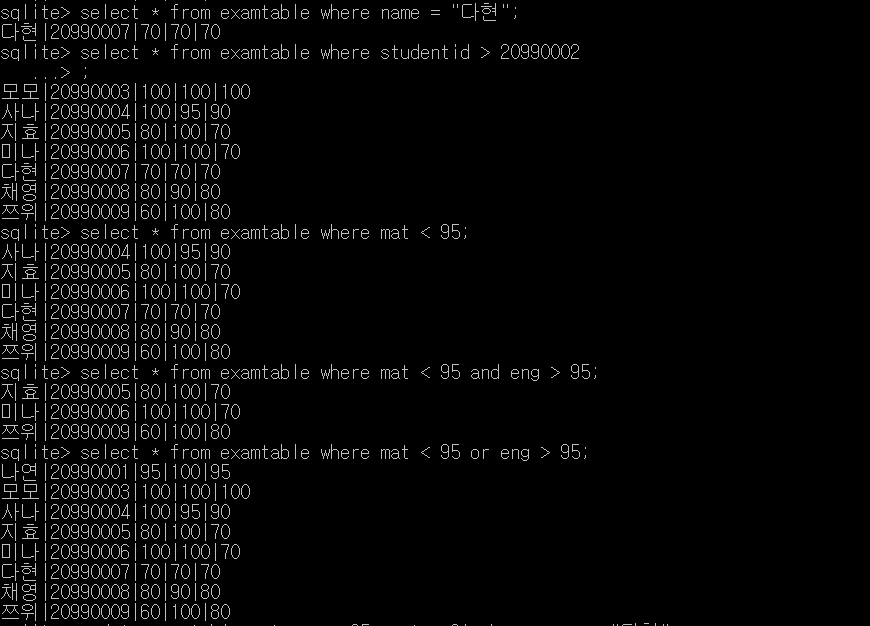 sqlite> select * from examtable where name = "다현";
다현|20990007|70|70|70
sqlite> select * from examtable where studentid > 20990002
   ...> ;
모모|20990003|100|100|100
사나|20990004|100|95|90
지효|20990005|80|100|70
미나|20990006|100|100|70
다현|20990007|70|70|70
채영|20990008|80|90|80
쯔위|20990009|60|100|80
sqlite> select * from examtable where mat < 95;
사나|20990004|100|95|90
지효|20990005|80|100|70
미나|20990006|100|100|70
다현|20990007|70|70|70
채영|20990008|80|90|80
쯔위|20990009|60|100|80
sqlite> select * from examtable where mat < 95 and eng > 95;
지효|20990005|80|100|70
미나|20990006|100|100|70
쯔위|20990009|60|100|80
sqlite> select * from examtable where mat < 95 or eng > 95;
나연|20990001|95|100|95
모모|20990003|100|100|100
사나|20990004|100|95|90
지효|20990005|80|100|70
미나|20990006|100|100|70
다현|20990007|70|70|70
채영|20990008|80|90|80
쯔위|20990009|60|100|80